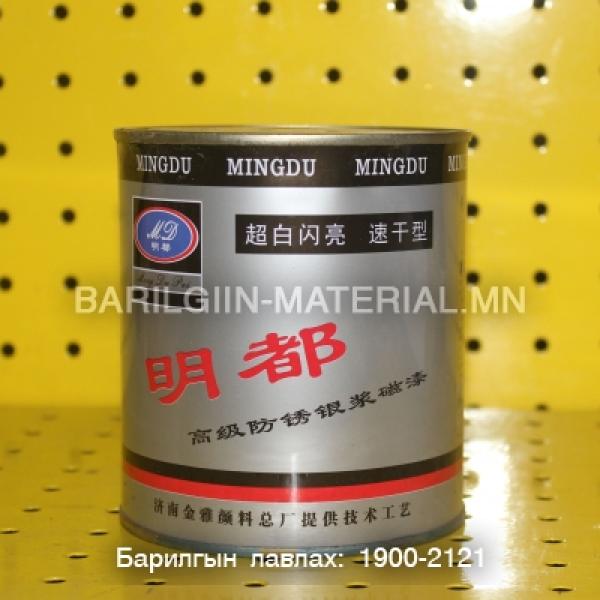 MINGDU MINGDU MINGDU
超白闪亮 速干型
MD
明都
BARILGIIN-MATERIAL.MN
明都
高级防锈银浆磁漆
济南金雅颜料总厂提供技术工艺
Барилгын лавлах: 1900-2121